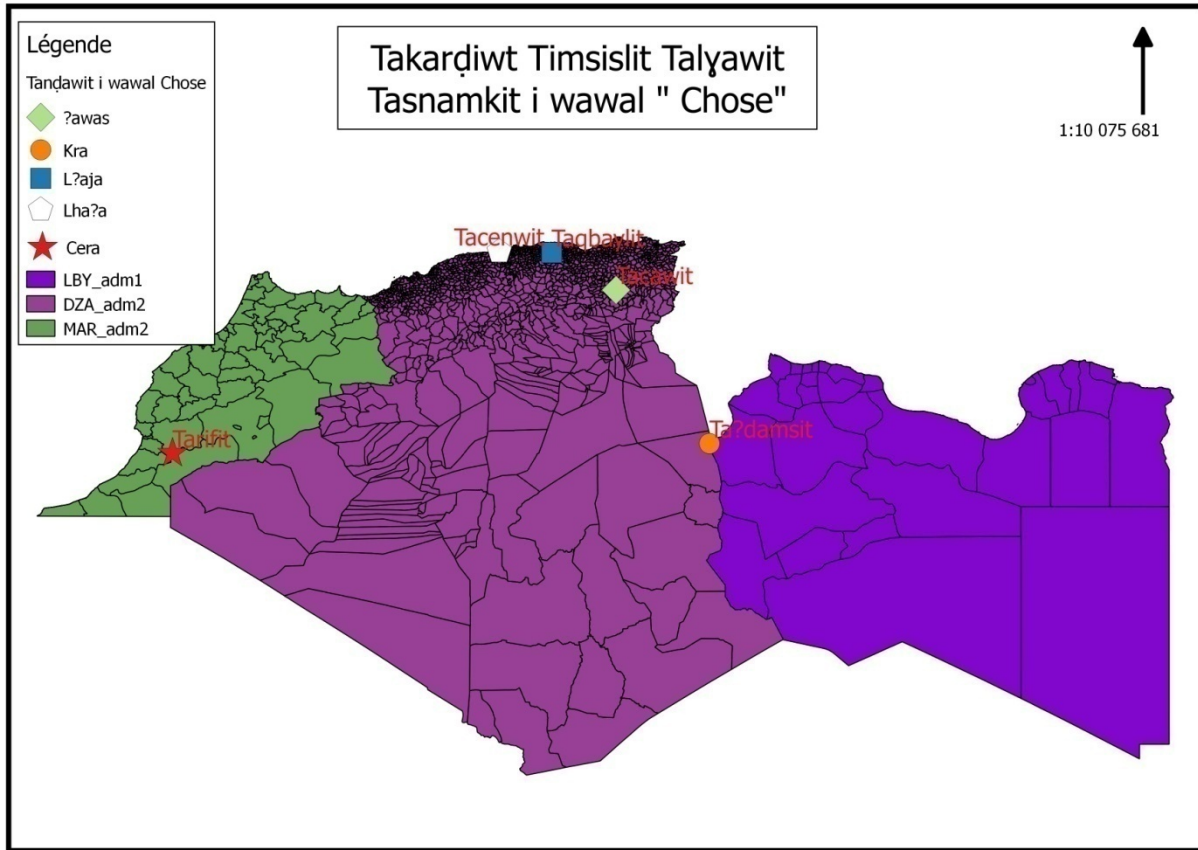 Légende
Tanḍawit i wawal Chose
?awas
Kra
L?aja
Lha?a
Cera
LBY_adm1
DZA_adm2
MAR_adm2
Takarḍiwt Timsislit Talɣawit
Tasnamkit i wawal " Chose"
1:10 075 681
Tacenwit
Taqbaylit
Tacawit
Tarifit
Ta?damsit